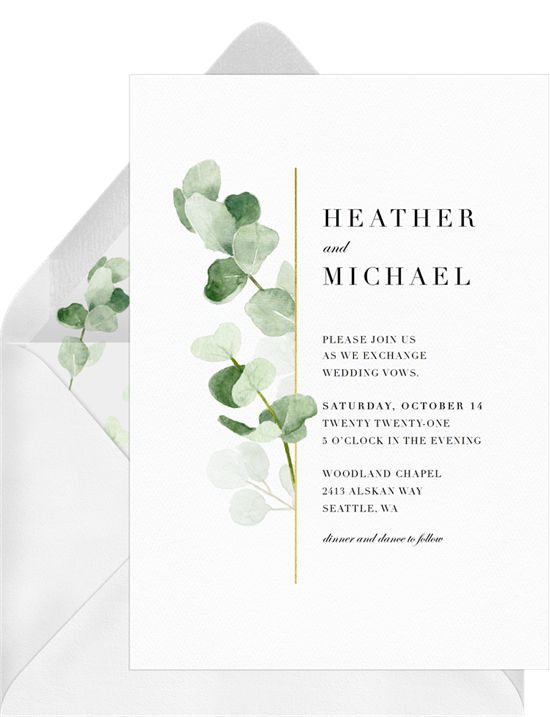 HEATHER
and
MICHAEL
PLEASE JOIN US
AS WE EXCHANGE
WEDDING VOWS.
SATURDAY, OCTOBER 14
TWENTY TWENTY-ONE
5 O'CLOCK IN THE EVENING
WOODLAND CHAPEL
2413 ALSKAN WAY
SEATTLE, WA
dinner and dance to follow